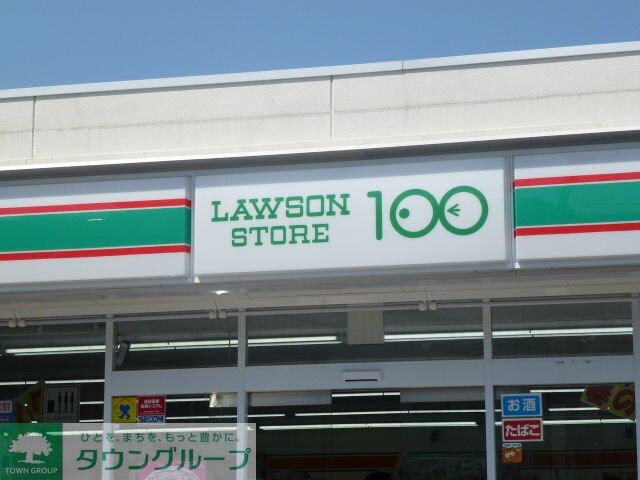 LAWSON 100
STORE
SECOM
お酒
たばこ
ひとを、まちを、もっと豊かに。
TOWN GROUP
タウングループ